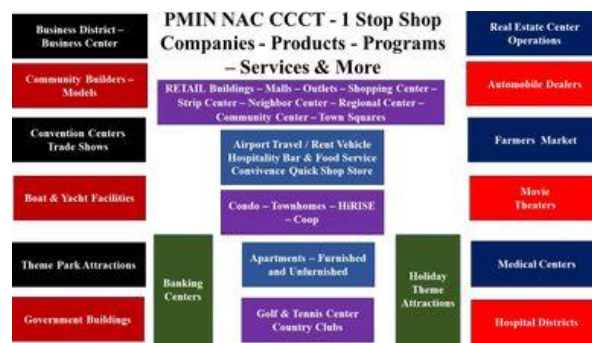 PMIN NAC CCCT - 1 Stop Shop
Companies - Products - Programs
– Services & More
Business District –
Business Center
Community Builders –
Models
Convention Centers
Trade Shows
Boat & Yacht Facilities
Theme Park Attractions
Government Buildings
RETAIL Buildings – Malls – Outlets – Shopping Center –
Strip Center – Neighbor Center – Regional Center –
Community Center – Town Squares
Airport Travel / Rent Vehicle
Hospitality Bar & Food Service
Convivence Quick Shop Store
Condo – Townhomes – HiRISE
– Coop
Banking
Centers
Apartments – Furnished
and Unfurnished
Golf & Tennis Center
Country Clubs
Holiday
Theme
Attractions
Real Estate Center
Operations
Automobile Dealers
Farmers Market
Movie
Theaters
Medical Centers
Hospital Districts